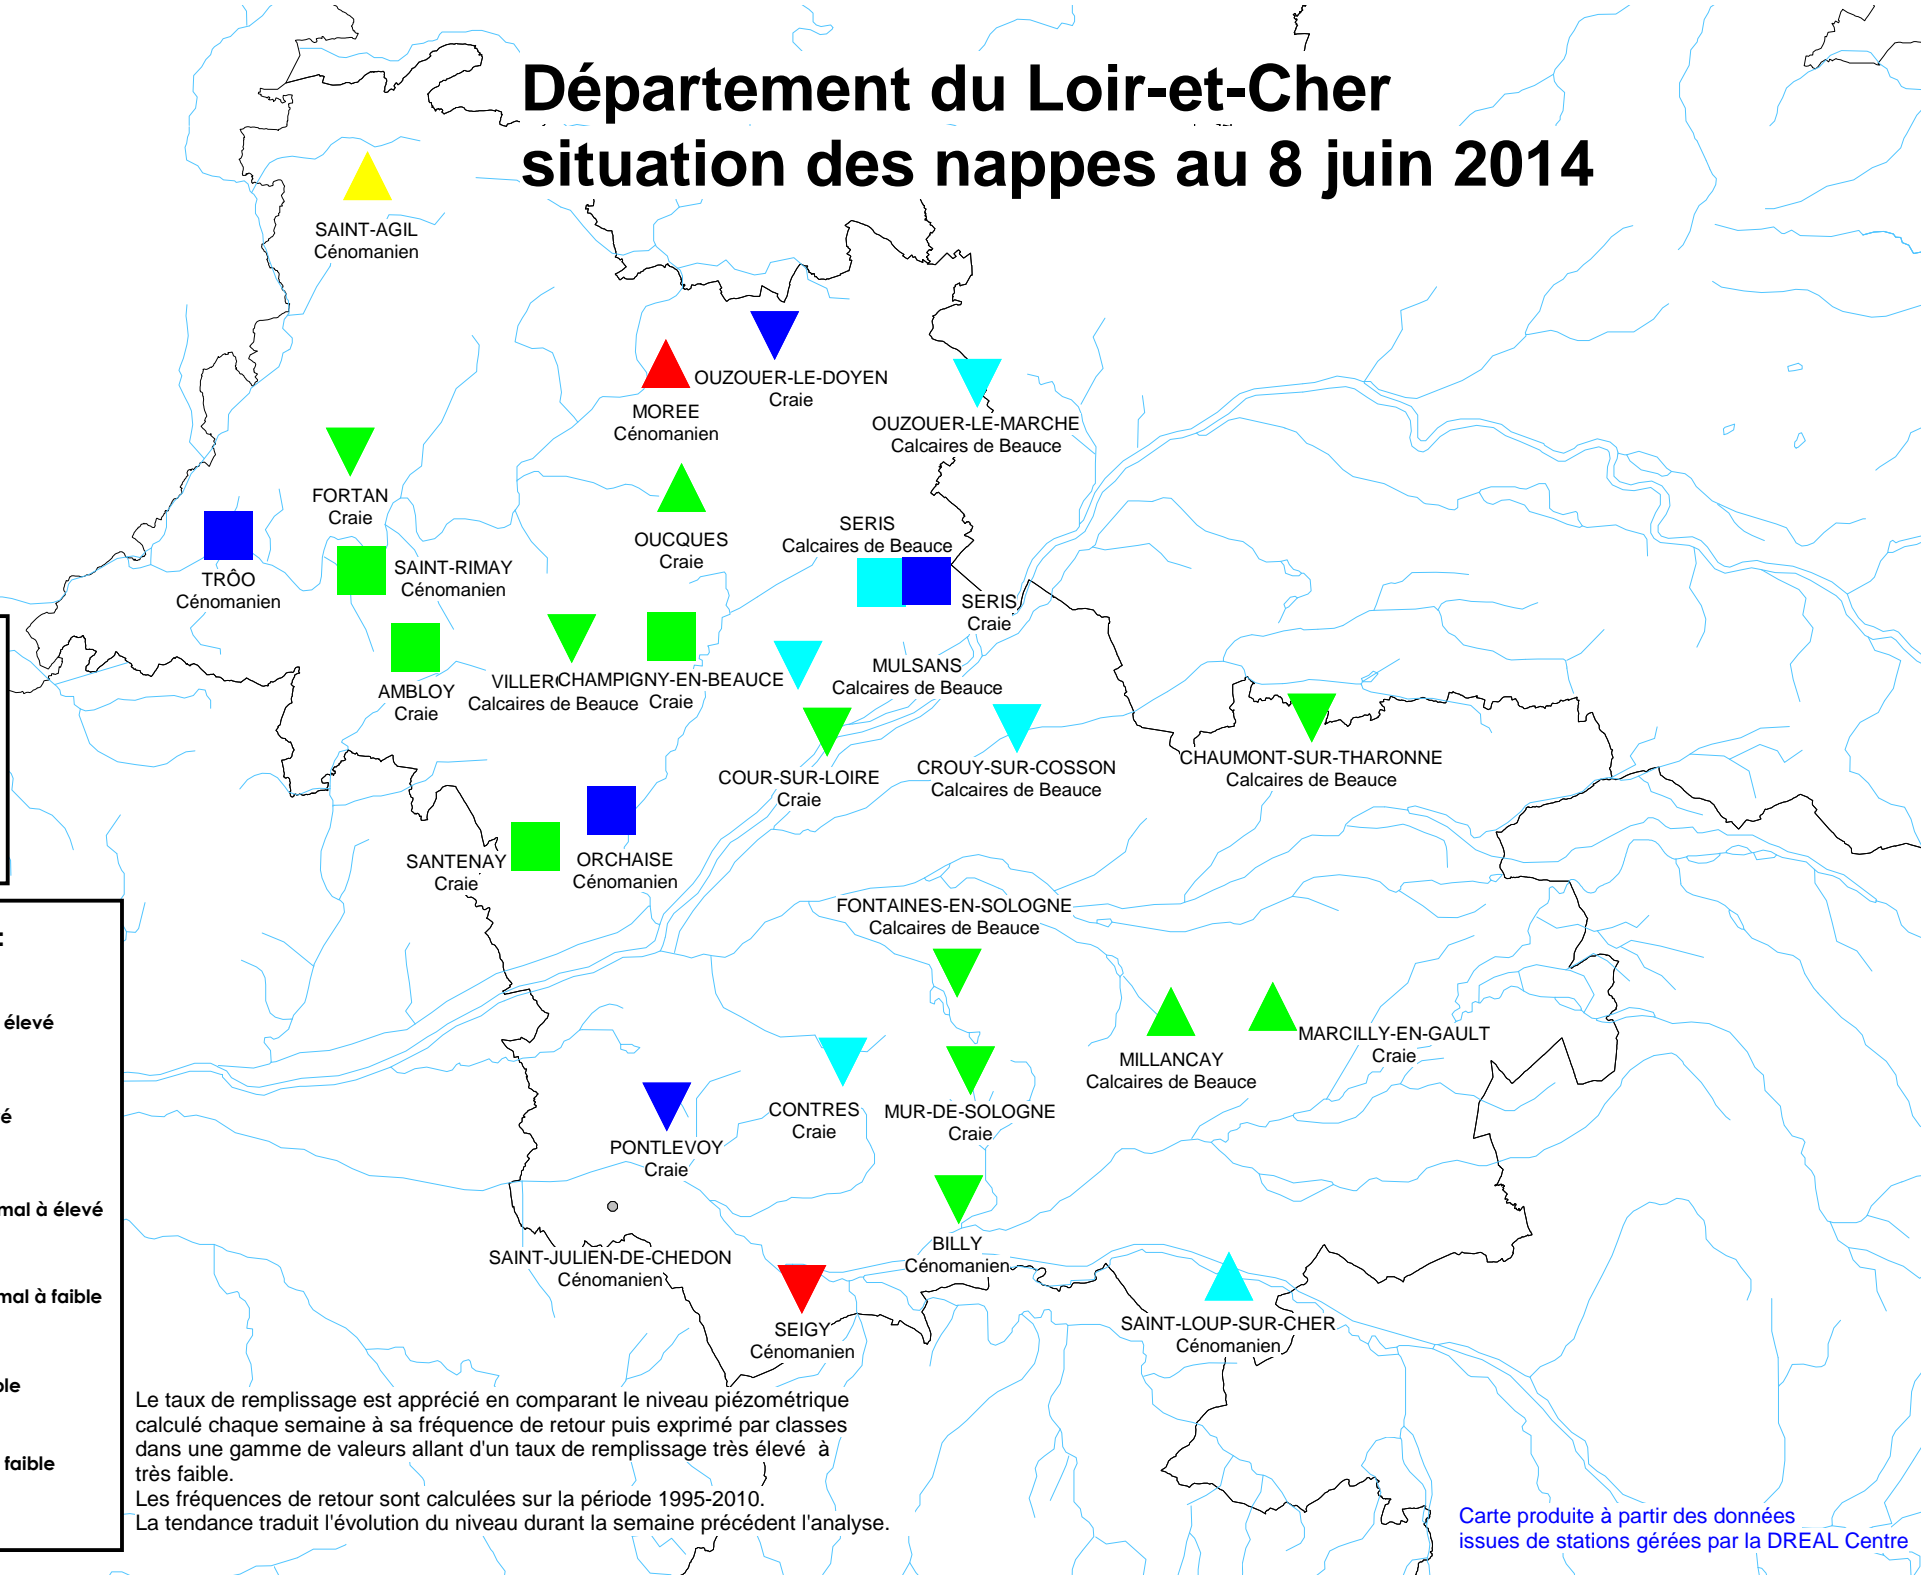 Département du Loir-et-Cher
situation des nappes au 8 juin 2014
SAINT-AGIL
Cénomanien
OUZOUER-LE-DOYEN
Craie
MOREE
Cénomanien
OUZOUER-LE-MARCHE
Calcaires de Beauce
FORTAN
Craie
OUCQUES
Craie
SERIS
Calcaires de Beauce
TRÔO
Cénomanien
SAINT-RIMAY
Cénomanien
SERIS
Craie
AMBLOY
Craie
Calcaires de Beauce
CHAMPIGNY-EN-BEAUCE
Craie
MULSANS
Calcaires de Beauce
COUR-SUR-LOIRE
Craie
CROUY-SUR-COSSON
Calcaires de Beauce
CHAUMONT-SUR-THARONNE
Calcaires de Beauce
SANTENAY
Craie
ORCHAISE
Cénomanien
FONTAINES-EN-SOLOGNE
Calcaires de Beauce
MILLANCAY
Calcaires de Beauce
MARCILLY-EN-GAULT
Craie
CONTRES
Craie
MUR-DE-SOLOGNE
Craie
PONTLEVOY
Craie
BILLY
Cénomanien
SAINT-JULIEN-DE-CHEDON
Cénomanien
SEIGY
Cénomanien
SAINT-LOUP-SUR-CHER
Cénomanien
:
élevé
mal à élevé
mal à faible
faible
Le taux de remplissage est apprécié en comparant le niveau piézométrique
calculé chaque semaine à sa fréquence de retour puis exprimé par classes
dans une gamme de valeurs allant d'un taux de remplissage très élevé à
très faible.
Les fréquences de retour sont calculées sur la période 1995-2010.
La tendance traduit l'évolution du niveau durant la semaine précédent l'analyse.
Carte produite à partir des données
issues de stations gérées par la DREAL Centre